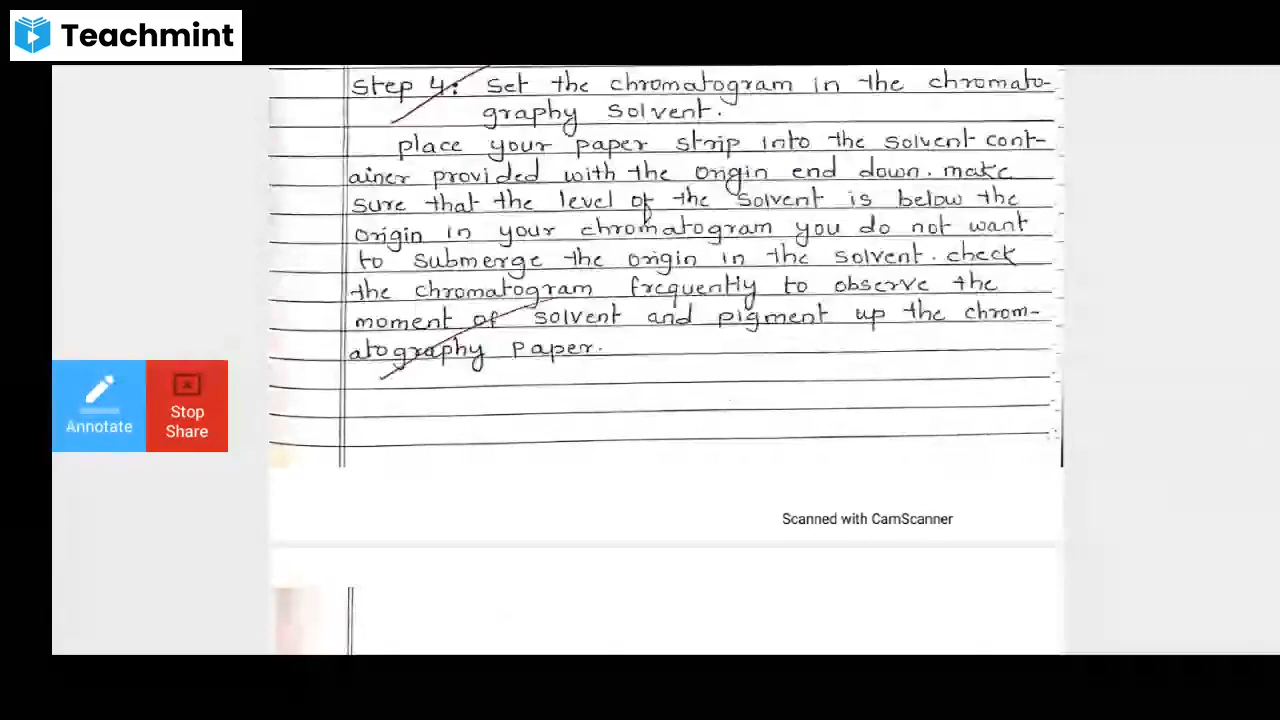 Teachmint
Step 4: Set the chromatogram in the chromato-
graphy solvent.
place your paper strip into the solvent cont-
ainer provided with the origin end down. make
sure that the level of the solvent is below the
origin in your chromatogram you do not want
to submerge the origin in the solvent. check
the chromatogram frequently to observe the
moment of solvent and pigment up the chrom-
atography paper.
Annotate
Stop
Share
Scanned with CamScanner